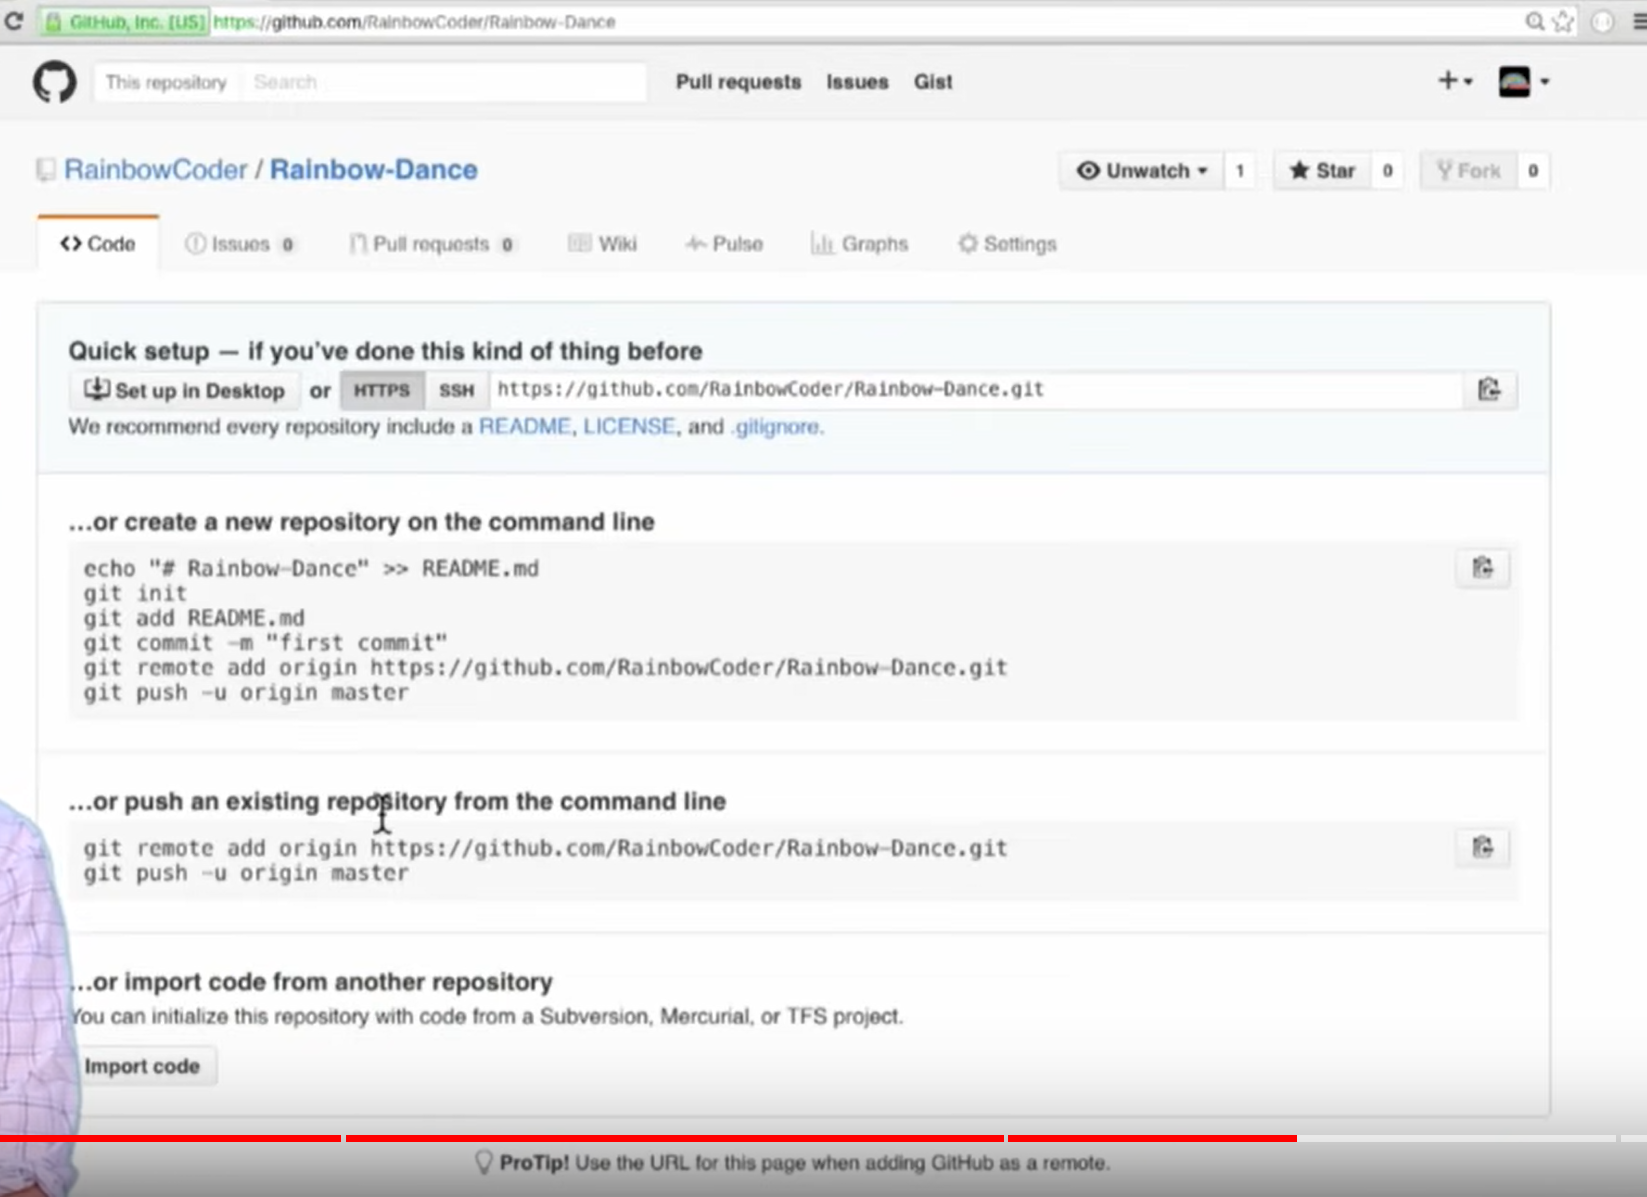 GitHub, Inc. [US] https://github.com/RainbowCoder/Rainbow-Dance
This repository Search Pull requests Issues Gist
RainbowCoder / Rainbow-Dance Unwatch 1 Star 0 Fork 0
Code Issues 0 Pull requests 0 Wiki Pulse Graphs Settings
Quick setup — if you've done this kind of thing before
Set up in Desktop or HTTPS SSH https://github.com/RainbowCoder/Rainbow-Dance.git
We recommend every repository include a README, LICENSE, and .gitignore.
...or create a new repository on the command line
echo "# Rainbow-Dance" >> README.md
git init
git add README.md
git commit -m "first commit"
git remote add origin https://github.com/RainbowCoder/Rainbow-Dance.git
git push -u origin master
...or push an existing repository from the command line
git remote add origin https://github.com/RainbowCoder/Rainbow-Dance.git
git push -u origin master
...or import code from another repository
You can initialize this repository with code from a Subversion, Mercurial, or TFS project.
Import code
ProTip! Use the URL for this page when adding GitHub as a remote.